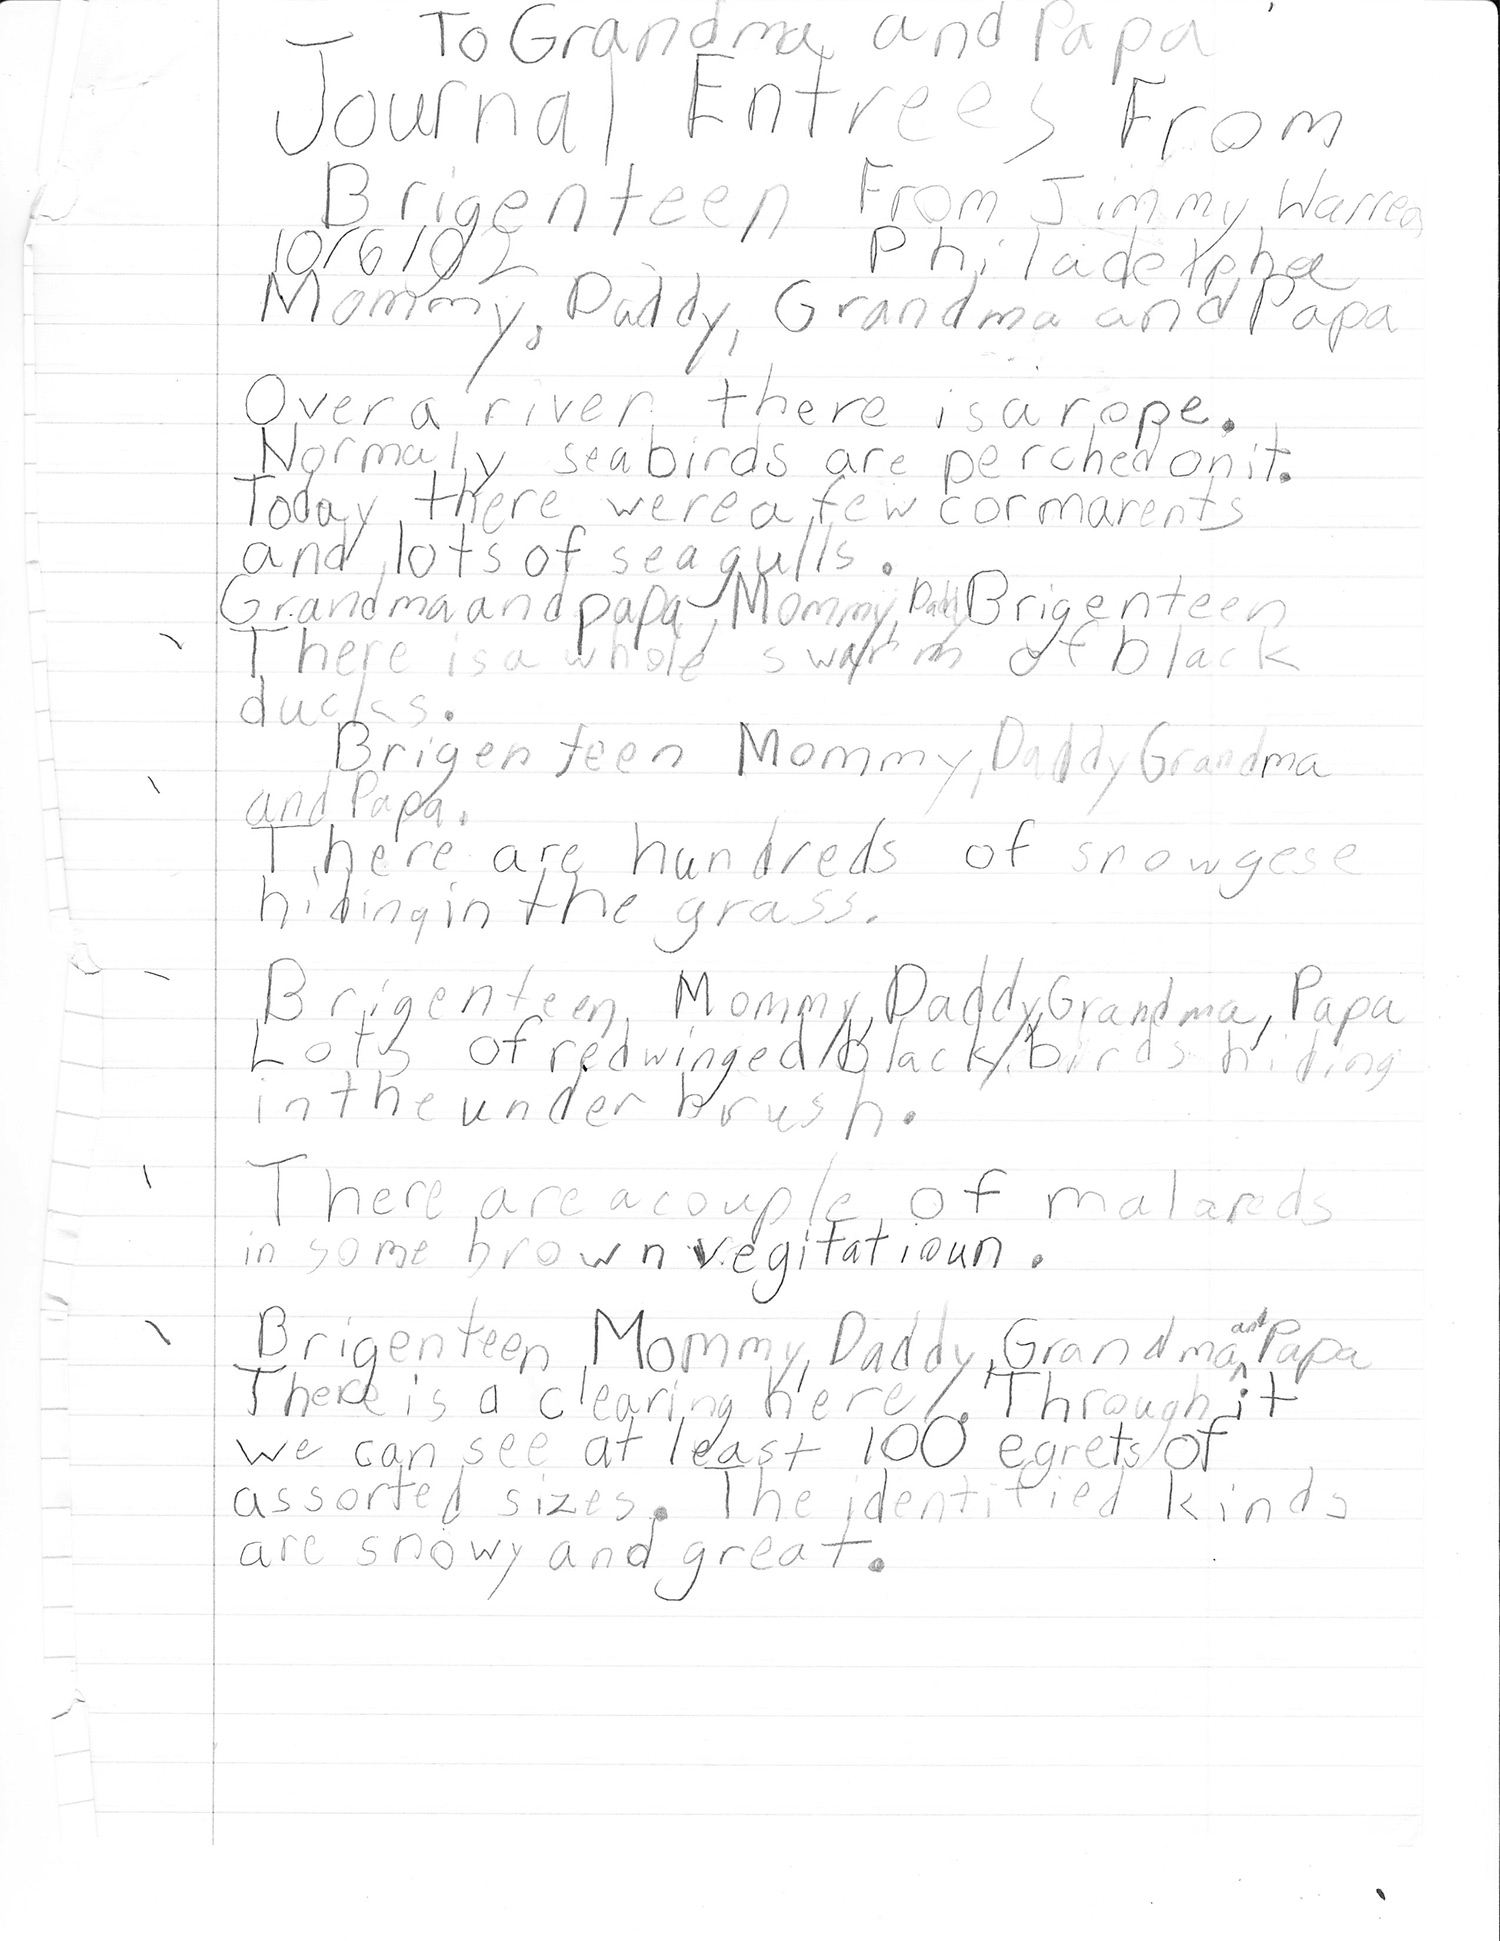 To Grandma and Papa
Journal Entrees From
Brigenteen From Jimmy Warren
10/6/02 Philadelpha
Mommy, Daddy, Grandma and Papa
Over a river there is a rope.
Normaly seabirds are perched on it.
Today there were a few cormarents
and lots of sea gulls.
Grandma and papa Mommy, Daddy Brigenteen
There is a whole swarm of black
ducks.
Brigenteen Mommy, Daddy Grandma
and Papa.
There are hundreds of snowgese
hiding in the grass.
Brigenteen, Mommy, Daddy, Grandma, Papa
Lots of redwinged black birds hiding
in the under brush.
There are a couple of malareds
in some brown vegitatioun.
Brigenteen, Mommy, Daddy, Grandma and Papa
There is a clearing here. Through it
we can see at least 100 egrets of
assorted sizes. The identified kinds
are snowy and great.